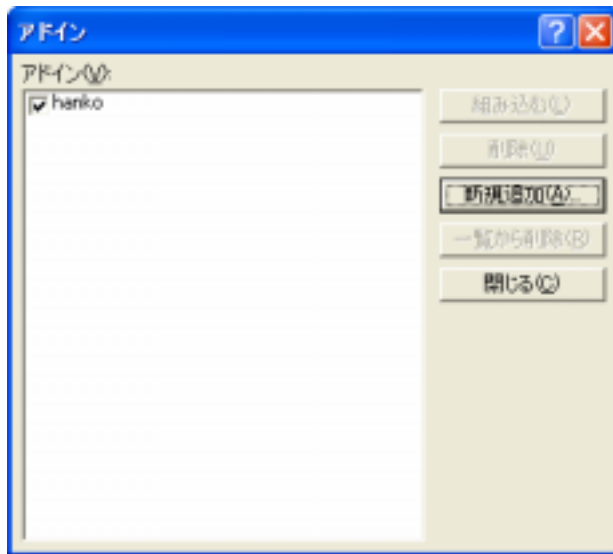 アドイン
アドイン(V):
hanko
組み込む(L)
削除(U)
新規追加(A)...
一覧から削除(R)
閉じる(C)